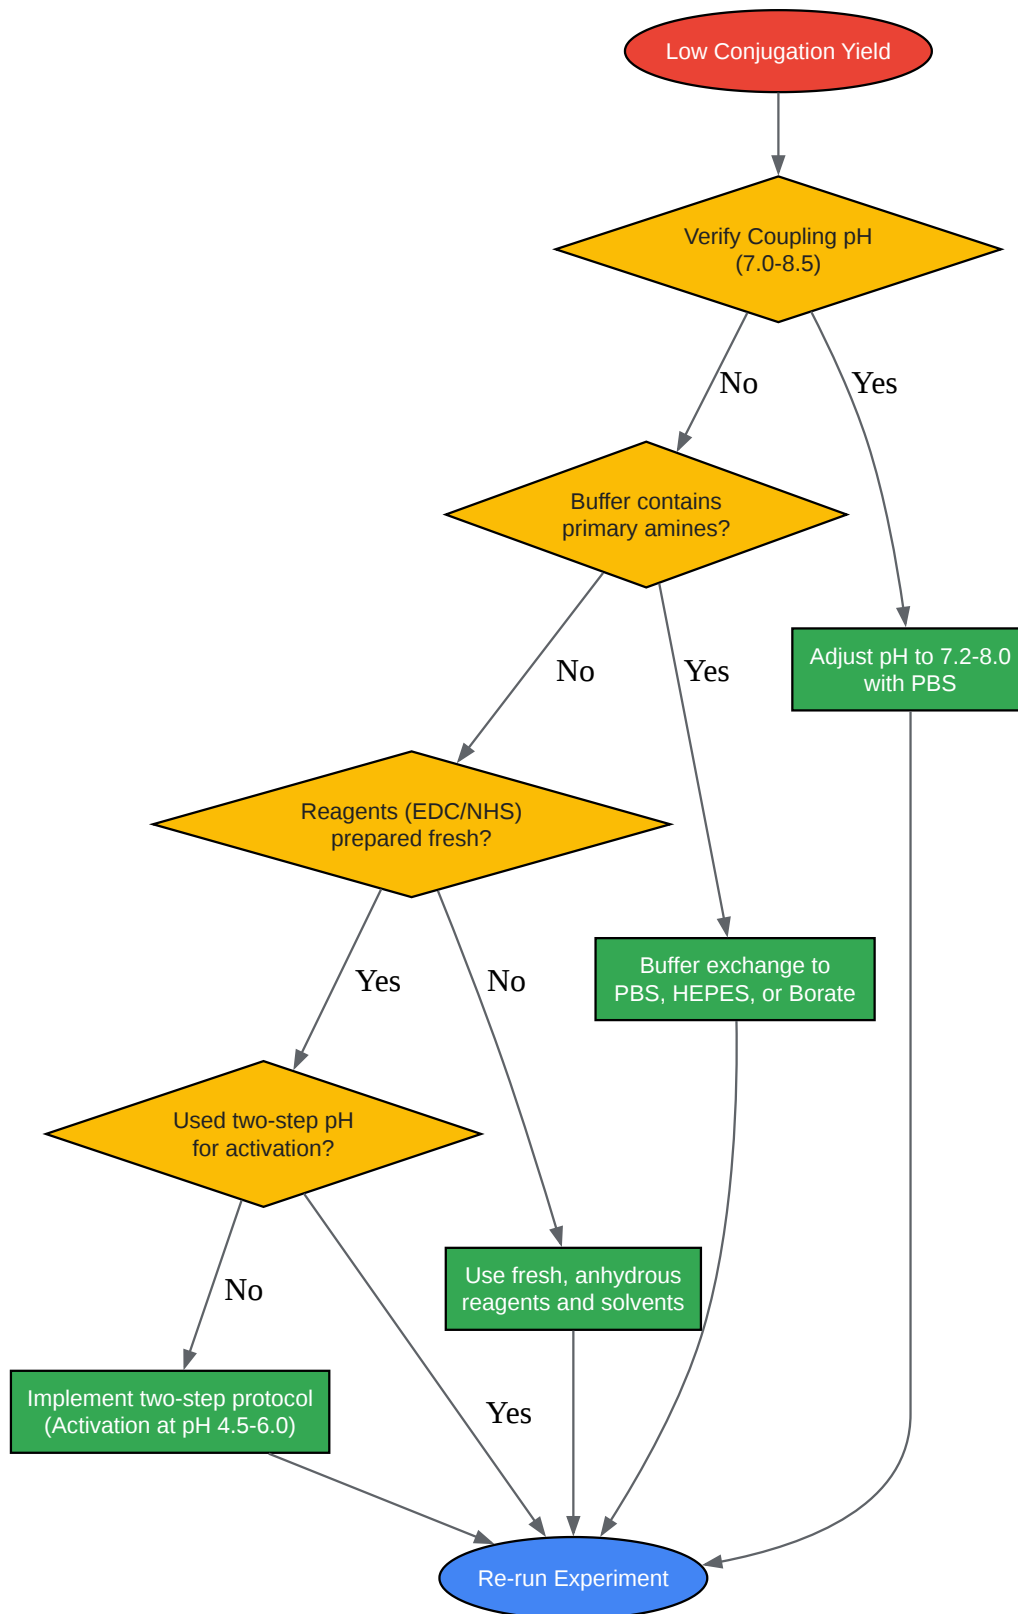 Low Conjugation Yield
Verify Coupling pH
(7.0-8.5)
No
Yes
Buffer contains
primary amines?
No
Yes
Adjust pH to 7.2-8.0
with PBS
Reagents (EDC/NHS)
prepared fresh?
Yes
No
Buffer exchange to
PBS, HEPES, or Borate
Used two-step pH
for activation?
No
Yes
Use fresh, anhydrous
reagents and solvents
Implement two-step protocol
(Activation at pH 4.5-6.0)
Re-run Experiment